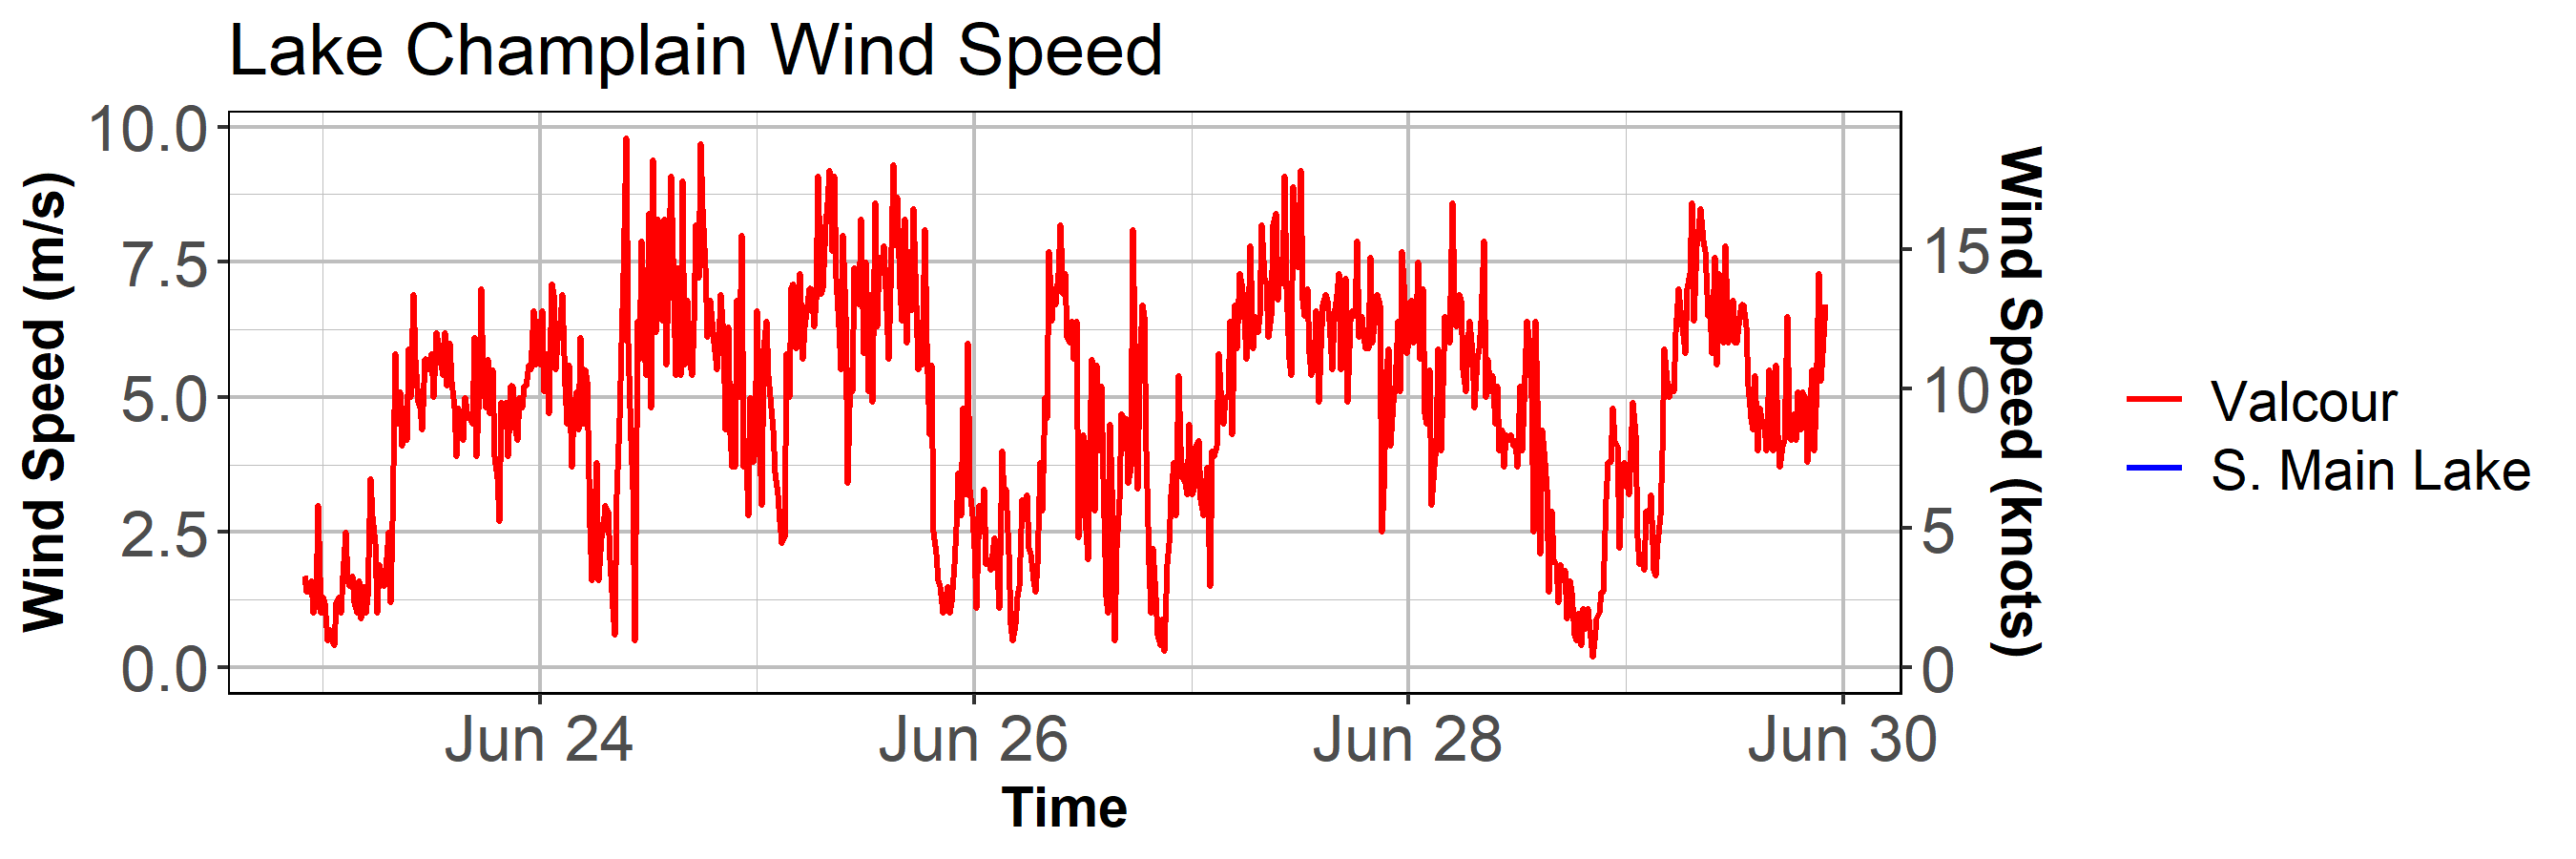 Lake Champlain Wind Speed
Wind Speed (m/s)
10.0
7.5
5.0
2.5
0.0
Jun 24
Jun 26
Jun 28
Jun 30
Time
15
10
5
0
Wind Speed (knots)
Valcour
S. Main Lake